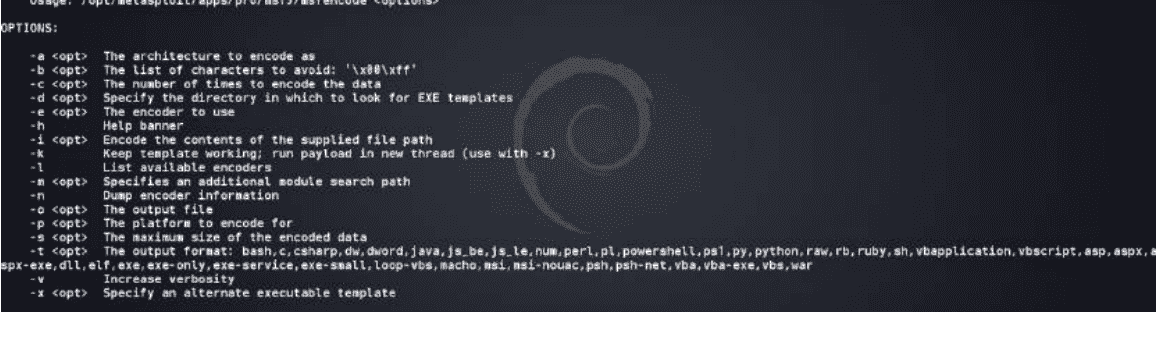 Usage: /opt/metasploit/apps/pro/msf3/msfencode <options>
OPTIONS:
-a <opt> The architecture to encode as
-b <opt> The list of characters to avoid: '\x00\xff'
-c <opt> The number of times to encode the data
-d <opt> Specify the directory in which to look for EXE templates
-e <opt> The encoder to use
-h Help banner
-i <opt> Encode the contents of the supplied file path
-k Keep template working; run payload in new thread (use with -x)
-l List available encoders
-m <opt> Specifies an additional module search path
-n Dump encoder information
-o <opt> The output file
-p <opt> The platform to encode for
-s <opt> The maximum size of the encoded data
-t <opt> The output format: bash,c,csharp,dw,dword,java,js_be,js_le,num,perl,pl,powershell,ps1,py,python,raw,rb,ruby,sh,vbapplication,vbscript,asp,aspx,a
spx-exe,dll,elf,exe,exe-only,exe-service,exe-small,loop-vbs,macho,msi,msi-nouac,psh,psh-net,vba,vba-exe,vbs,war
-v Increase verbosity
-x <opt> Specify an alternate executable template